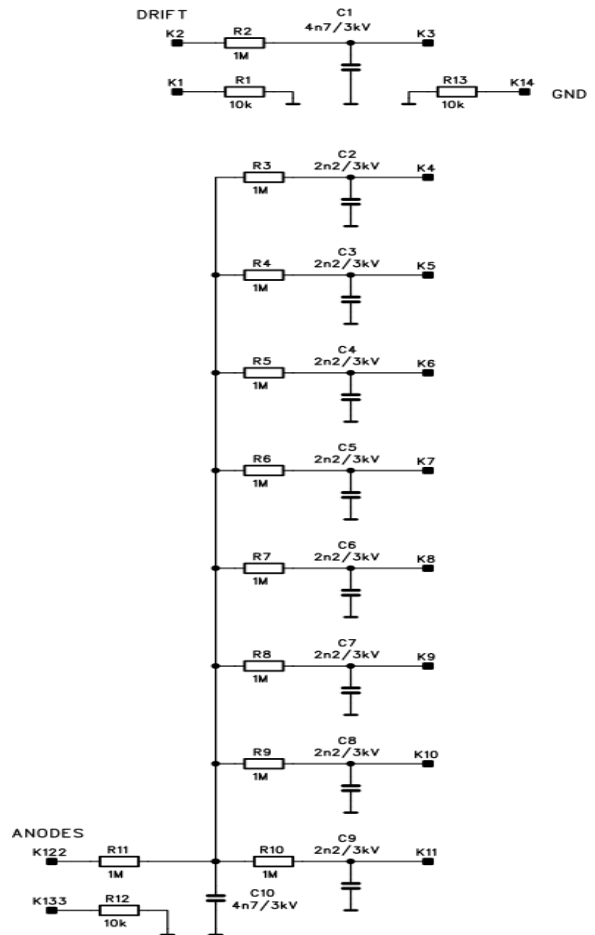 DRIFT
C1
4n7/3kV
K2
R2
1M
K3
K1
R1
10k
R13
10k
K14
GND
C2
2n2/3kV
R3
1M
K4
C3
2n2/3kV
R4
1M
K5
C4
2n2/3kV
R5
1M
K6
C5
2n2/3kV
R6
1M
K7
C6
2n2/3kV
R7
1M
K8
C7
2n2/3kV
R8
1M
K9
C8
2n2/3kV
R9
1M
K10
ANODES
C9
2n2/3kV
K122
R11
1M
R10
1M
K11
C10
4n7/3kV
K133
R12
10k